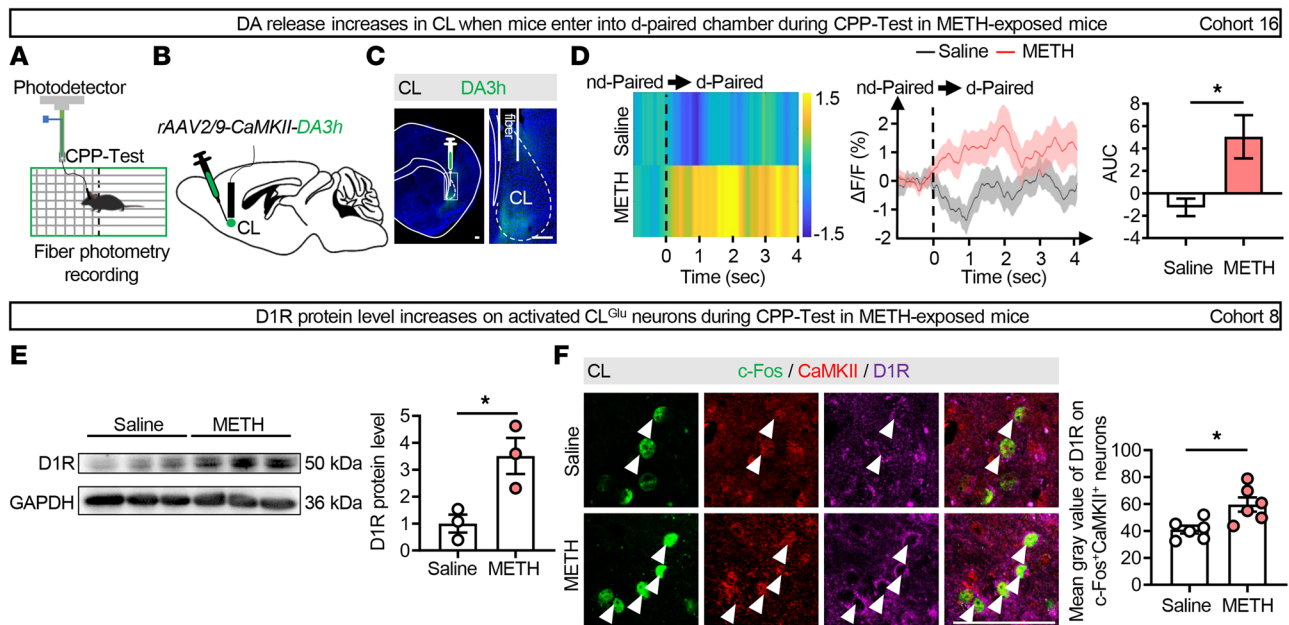 DA release increases in CL when mice enter into d-paired chamber during CPP-Test in METH-exposed mice Cohort 16
A
Photodetector
CPP-Test
Fiber photometry
recording
B
rAAV2/9-CaMKII-DA3h
CL
C
CL DA3h
fiber
CL
D
Saline METH
nd-Paired d-Paired
Saline
METH
1.5
-1.5
0 1 2 3 4
Time (sec)
nd-Paired d-Paired
ΔF/F (%)
2
1
0
-1
-2
0 1 2 3 4
Time (sec)
AUC
8
6
4
2
0
-2
-4
*
Saline METH
D1R protein level increases on activated CLGlu neurons during CPP-Test in METH-exposed mice Cohort 8
E
Saline METH
D1R 50 kDa
GAPDH 36 kDa
D1R protein level
5
4
3
2
1
0
*
Saline METH
F
CL c-Fos / CaMKII / D1R
Saline
METH
Mean gray value of D1R on
c-Fos+CaMKII+ neurons
100
80
60
40
20
0
*
Saline METH